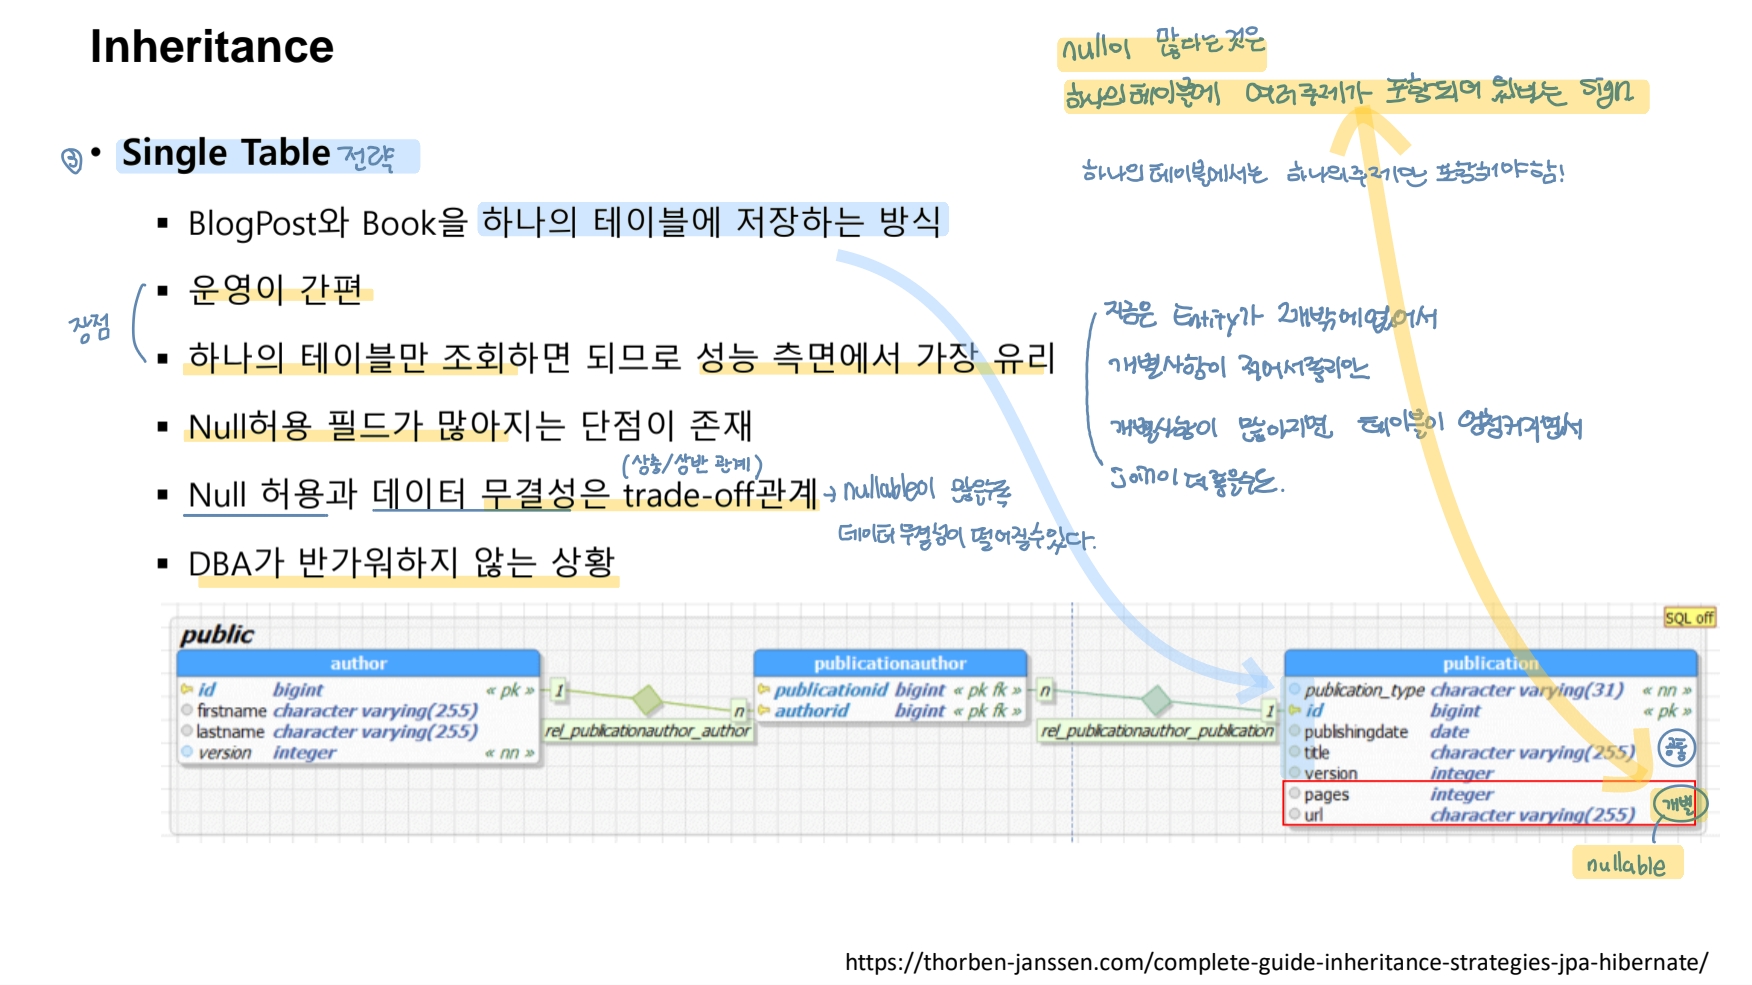 Inheritance
null이 많다는것은
하나의테이블에 여러주제가 포함되어 있다는 sign
③ • Single Table 전략
하나의 테이블에서는 하나의주제만 포함해야함!
▪ BlogPost와 Book을 하나의 테이블에 저장하는 방식
장점
▪ 운영이 간편
▪ 하나의 테이블만 조회하면 되므로 성능 측면에서 가장 유리
지금은 Entity가 2개밖에없어서
개별사항이 적어서좋지만
개별사항이 많아지면 테이블이 엄청커지면서
Join이 더좋을수도.
▪ Null허용 필드가 많아지는 단점이 존재
(상충/상반 관계)
▪ Null 허용과 데이터 무결성은 trade-off관계
→ nullable이 많을수록
데이터무결성이 떨어질수있다.
▪ DBA가 반가워하지 않는 상황
public
SQL off
author
id bigint « pk »
firstname character varying(255)
lastname character varying(255)
version integer « nn »
1
n
rel_publicationauthor_author
publicationauthor
publicationid bigint « pk fk »
authorid bigint « pk fk »
n
1
rel_publicationauthor_publication
publication
publication_type character varying(31) « nn »
id bigint « pk »
publishingdate date
title character varying(255)
version integer
공통
pages integer
url character varying(255)
개별
nullable
https://thorben-janssen.com/complete-guide-inheritance-strategies-jpa-hibernate/